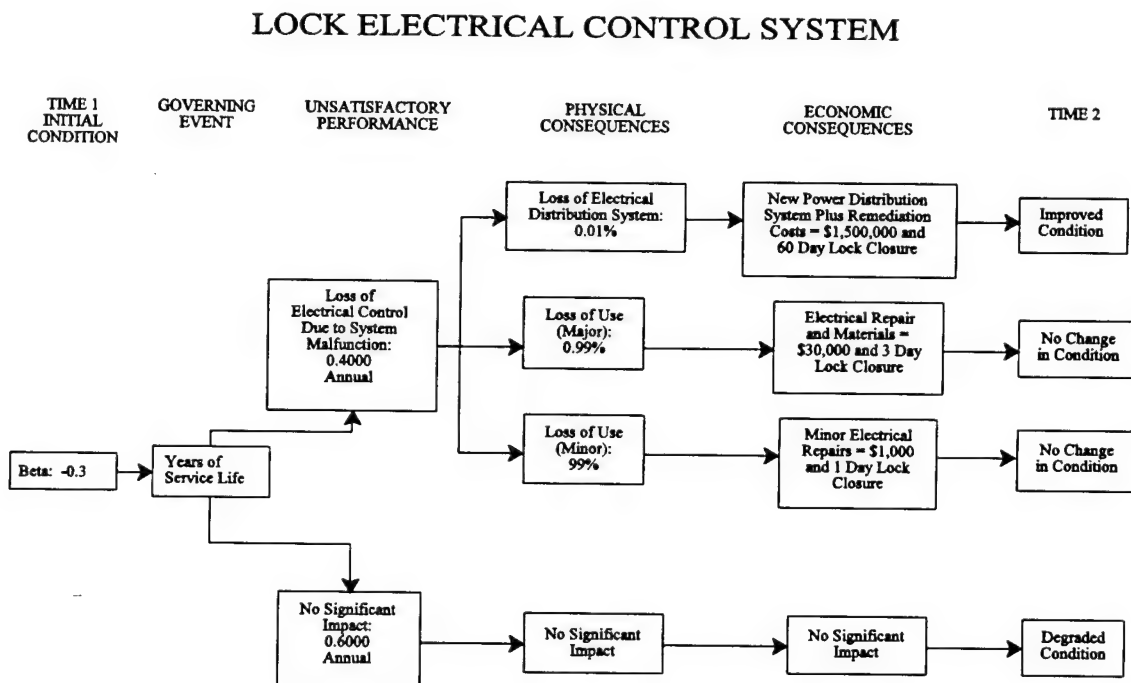 LOCK ELECTRICAL CONTROL SYSTEM
TIME 1
INITIAL
CONDITION
GOVERNING
EVENT
UNSATISFACTORY
PERFORMANCE
PHYSICAL
CONSEQUENCES
ECONOMIC
CONSEQUENCES
TIME 2
Loss of Electrical
Distribution System:
0.01%
New Power Distribution
System Plus Remediation
Costs = $1,500,000 and
60 Day Lock Closure
Improved
Condition
Loss of
Electrical Control
Due to System
Malfunction:
0.4000
Annual
Loss of Use
(Major):
0.99%
Electrical Repair
and Materials =
$30,000 and 3 Day
Lock Closure
No Change
in Condition
Loss of Use
(Minor):
99%
Minor Electrical
Repairs = $1,000
and 1 Day Lock
Closure
No Change
in Condition
Beta: -0.3
Years of
Service Life
No Significant
Impact:
0.6000
Annual
No Significant
Impact
No Significant
Impact
Degraded
Condition